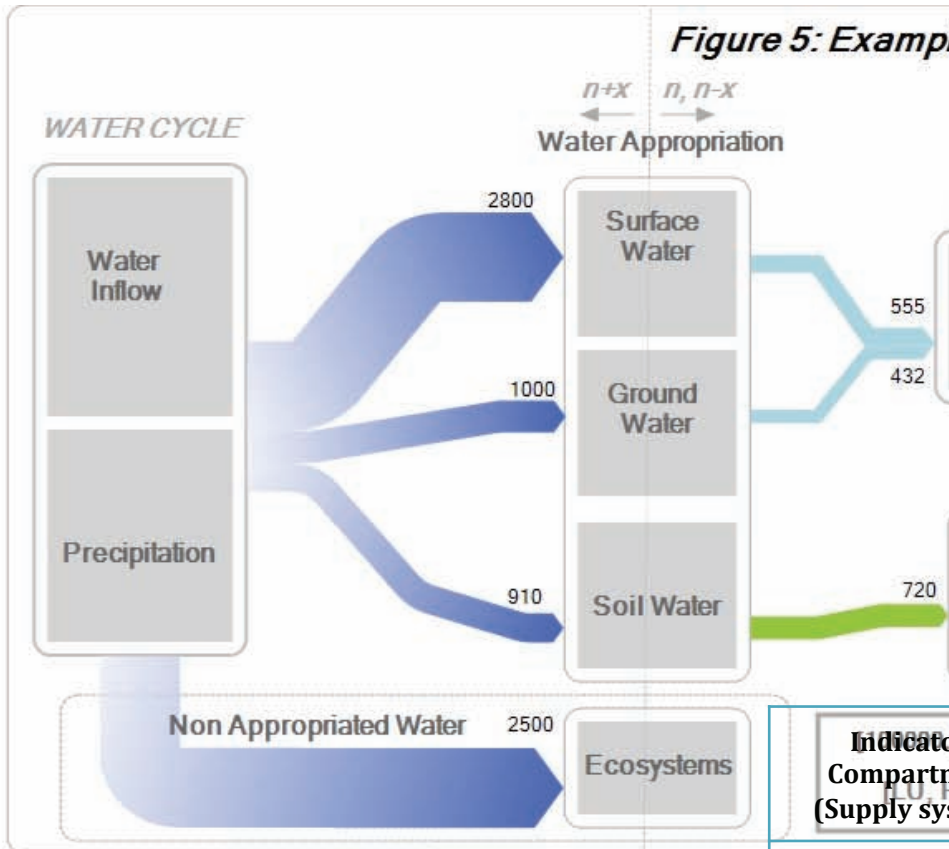 Figure 5: Exampl
n+x n, n-x
WATER CYCLE
Water Appropriation
2800
Surface
Water
Water
Inflow
555
1000
432
Ground
Water
Precipitation
910
Soil Water
720
Non Appropriated Water
2500
Ecosystems
Indicato
Compartm
(Supply sys